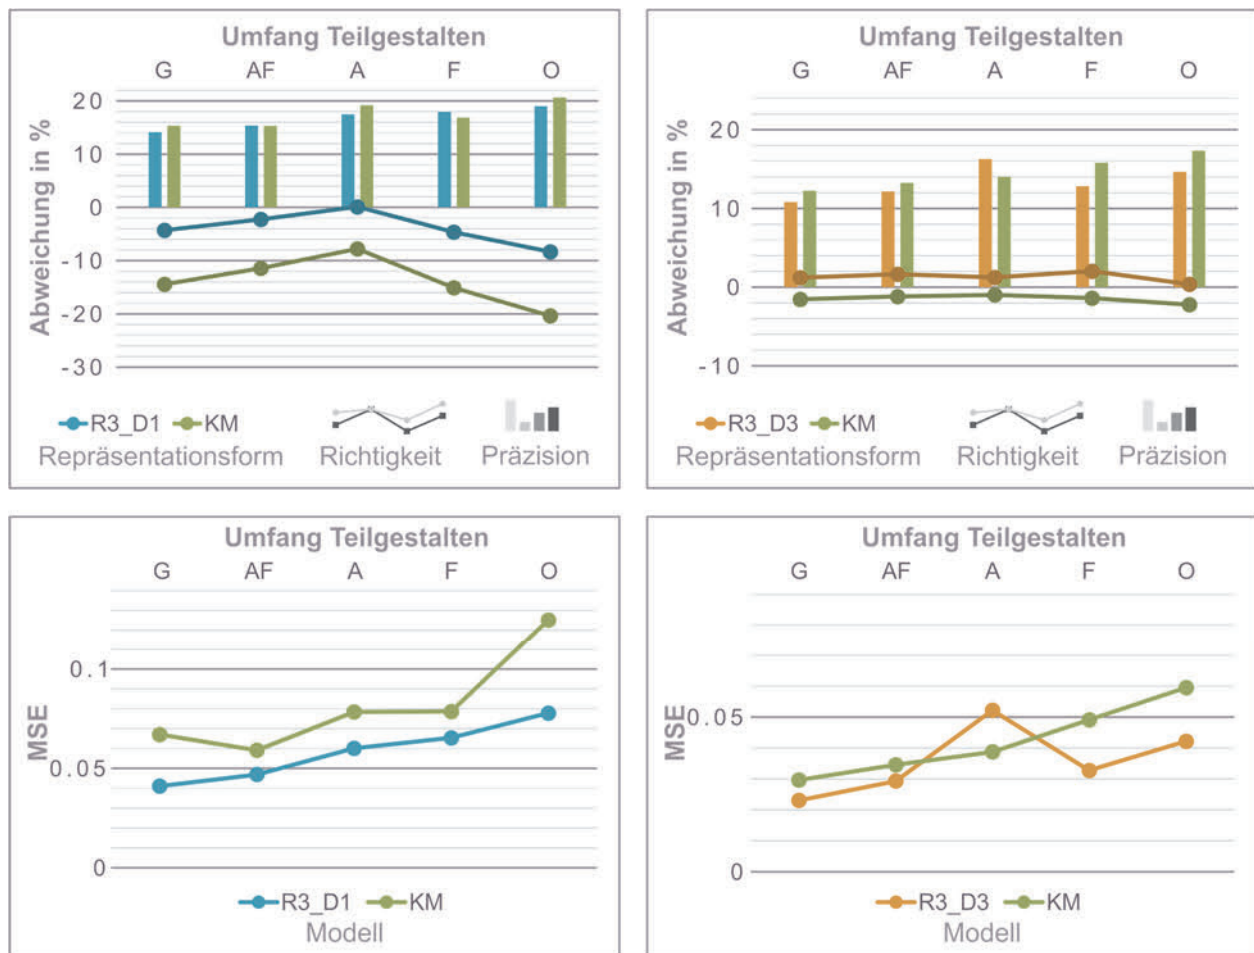 Umfang Teilgestalten
G AF A F O
Abweichung in %
20
10
0
-10
-20
-30
R3_D1 KM
Repräsentationsform Richtigkeit Präzision
Umfang Teilgestalten
G AF A F O
Abweichung in %
20
10
0
-10
R3_D3 KM
Repräsentationsform Richtigkeit Präzision
Umfang Teilgestalten
G AF A F O
MSE
0.1
0.05
0
R3_D1 KM
Modell
Umfang Teilgestalten
G AF A F O
MSE
0.05
0
R3_D3 KM
Modell